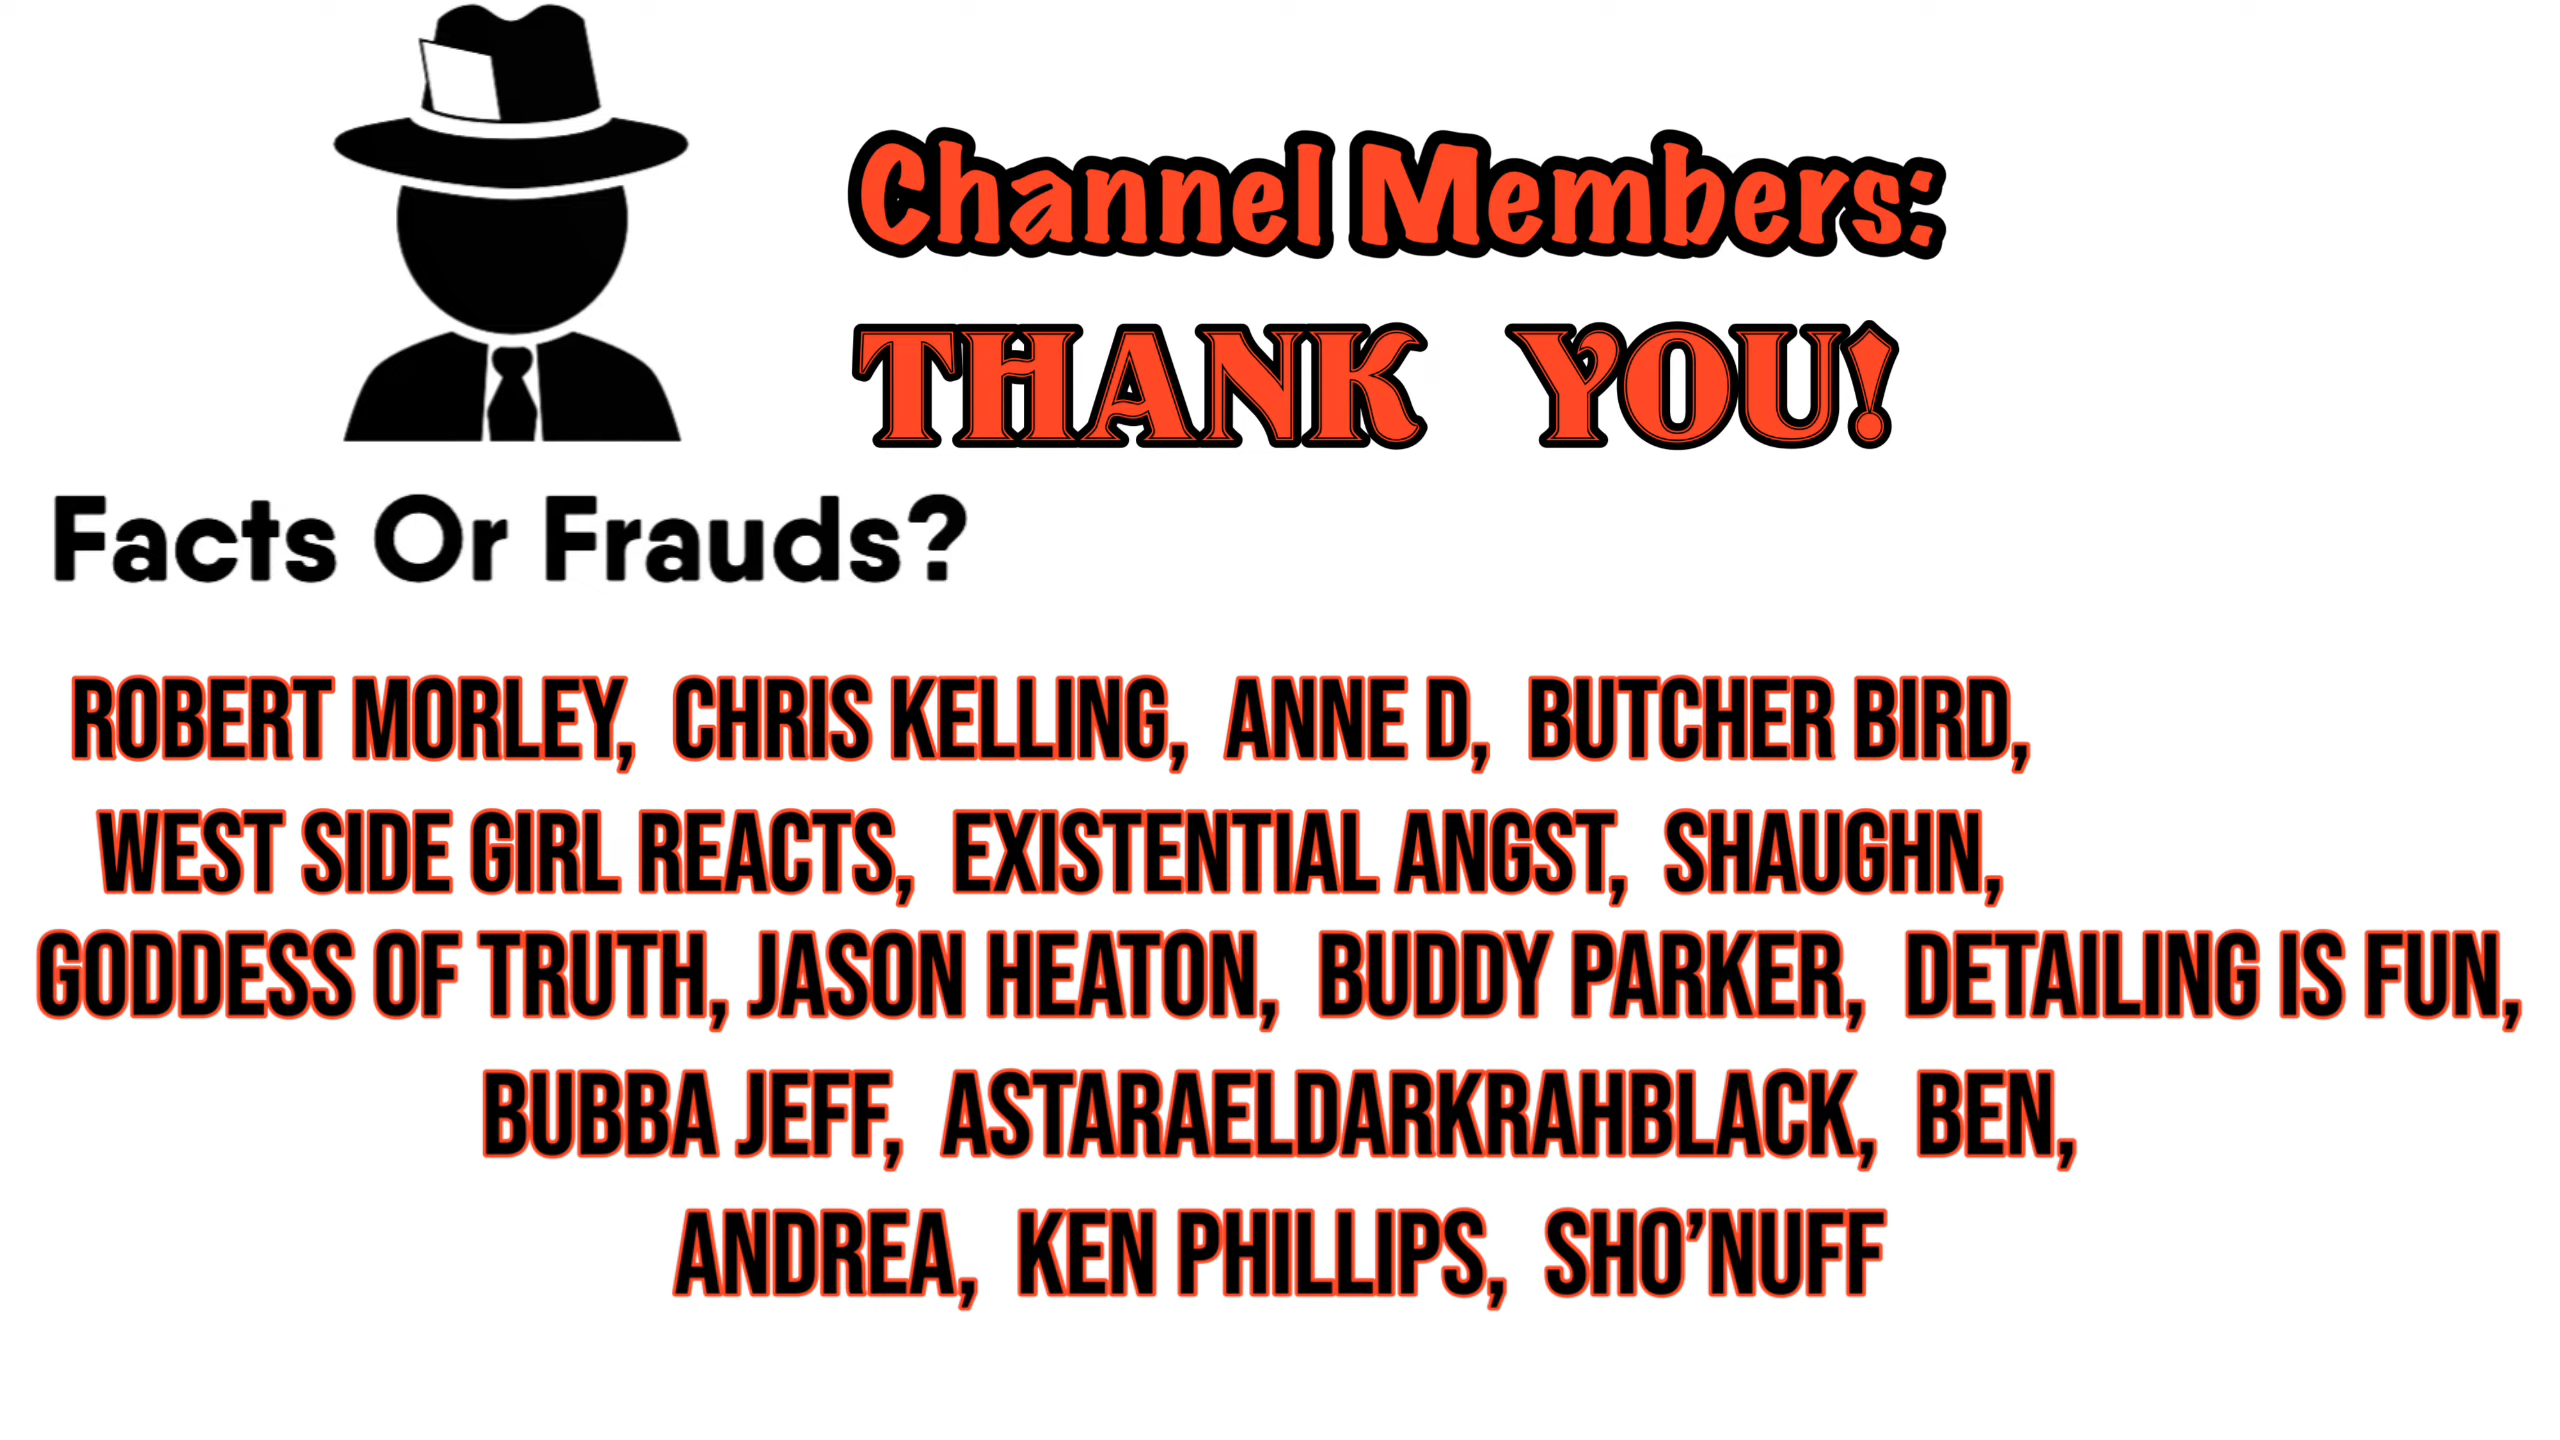 Channel Members:
THANK YOU!
Facts Or Frauds?
ROBERT MORLEY, CHRIS KELLING, ANNE D, BUTCHER BIRD,
WEST SIDE GIRL REACTS, EXISTENTIAL ANGST, SHAUGHN,
GODDESS OF TRUTH, JASON HEATON, BUDDY PARKER, DETAILING IS FUN,
BUBBA JEFF, ASTARAELDARKRAHBLACK, BEN,
ANDREA, KEN PHILLIPS, SHO’NUFF